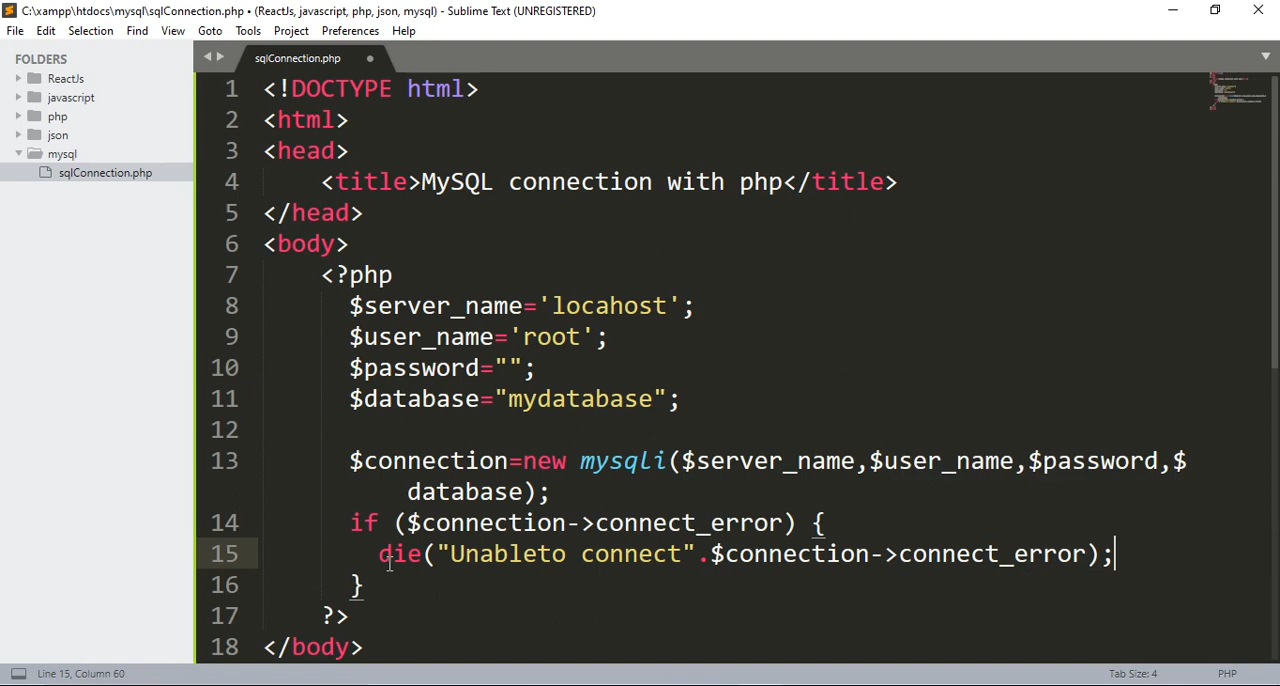 C:\xampp\htdocs\mysql\sqlConnection.php • (ReactJs, javascript, php, json, mysql) - Sublime Text (UNREGISTERED)
File Edit Selection Find View Goto Tools Project Preferences Help
FOLDERS
ReactJs
javascript
php
json
mysql
sqlConnection.php
sqlConnection.php
1 <!DOCTYPE html>
2 <html>
3 <head>
4 <title>MySQL connection with php</title>
5 </head>
6 <body>
7 <?php
8 $server_name='locahost';
9 $user_name='root';
10 $password="";
11 $database="mydatabase";
12
13 $connection=new mysqli($server_name,$user_name,$password,$
database);
14 if ($connection->connect_error) {
15 die("Unableto connect".$connection->connect_error);
16 }
17 ?>
18 </body>
Line 15, Column 60 Tab Size: 4 PHP